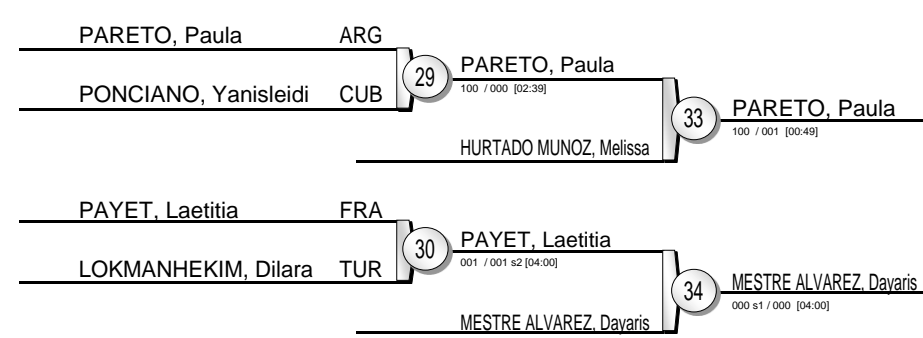 PARETO, Paula ARG
PONCIANO, Yanisleidi CUB
29
PARETO, Paula
100 / 000 [02:39]
HURTADO MUNOZ, Melissa
33
PARETO, Paula
100 / 001 [00:49]
PAYET, Laetitia FRA
LOKMANHEKIM, Dilara TUR
30
PAYET, Laetitia
001 / 001 s2 [04:00]
MESTRE ALVAREZ, Dayaris
34
MESTRE ALVAREZ, Dayaris
000 s1 / 000 [04:00]